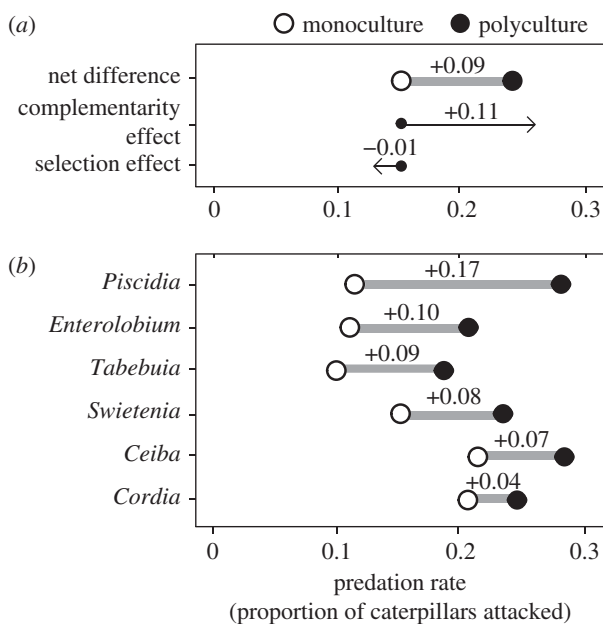 (a)
monoculture
polyculture
net difference
+0.09
complementarity
effect
+0.11
selection effect
−0.01
0
0.1
0.2
0.3
(b)
Piscidia
+0.17
Enterolobium
+0.10
Tabebuia
+0.09
Swietenia
+0.08
Ceiba
+0.07
Cordia
+0.04
0
0.1
0.2
0.3
predation rate
(proportion of caterpillars attacked)